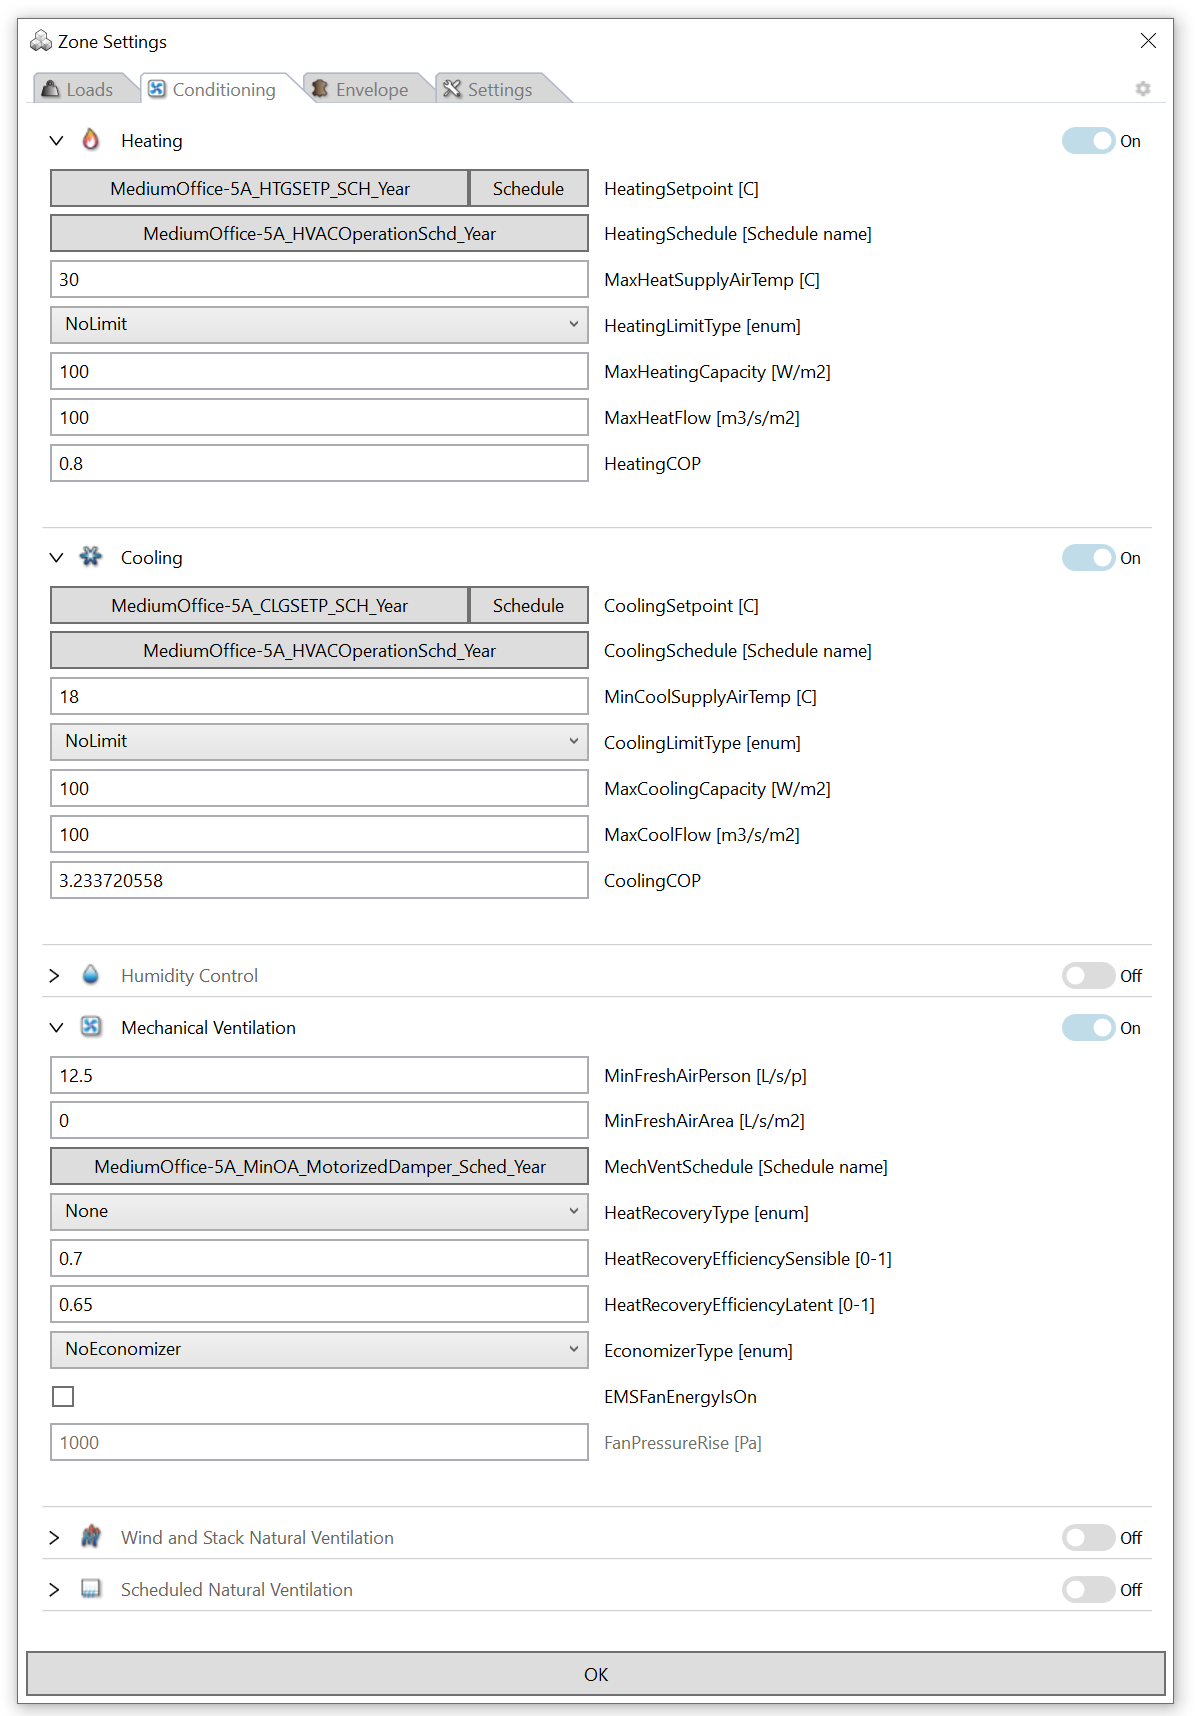 Zone Settings
Loads
Conditioning
Envelope
Settings
Heating
On
MediumOffice-5A_HTGSETP_SCH_Year Schedule HeatingSetpoint [C]
MediumOffice-5A_HVACOperationSchd_Year HeatingSchedule [Schedule name]
30 MaxHeatSupplyAirTemp [C]
NoLimit HeatingLimitType [enum]
100 MaxHeatingCapacity [W/m2]
100 MaxHeatFlow [m3/s/m2]
0.8 HeatingCOP
Cooling
On
MediumOffice-5A_CLGSETP_SCH_Year Schedule CoolingSetpoint [C]
MediumOffice-5A_HVACOperationSchd_Year CoolingSchedule [Schedule name]
18 MinCoolSupplyAirTemp [C]
NoLimit CoolingLimitType [enum]
100 MaxCoolingCapacity [W/m2]
100 MaxCoolFlow [m3/s/m2]
3.233720558 CoolingCOP
Humidity Control
Off
Mechanical Ventilation
On
12.5 MinFreshAirPerson [L/s/p]
0 MinFreshAirArea [L/s/m2]
MediumOffice-5A_MinOA_MotorizedDamper_Sched_Year MechVentSchedule [Schedule name]
None HeatRecoveryType [enum]
0.7 HeatRecoveryEfficiencySensible [0-1]
0.65 HeatRecoveryEfficiencyLatent [0-1]
NoEconomizer EconomizerType [enum]
EMSFanEnergyIsOn
1000 FanPressureRise [Pa]
Wind and Stack Natural Ventilation
Off
Scheduled Natural Ventilation
Off
OK